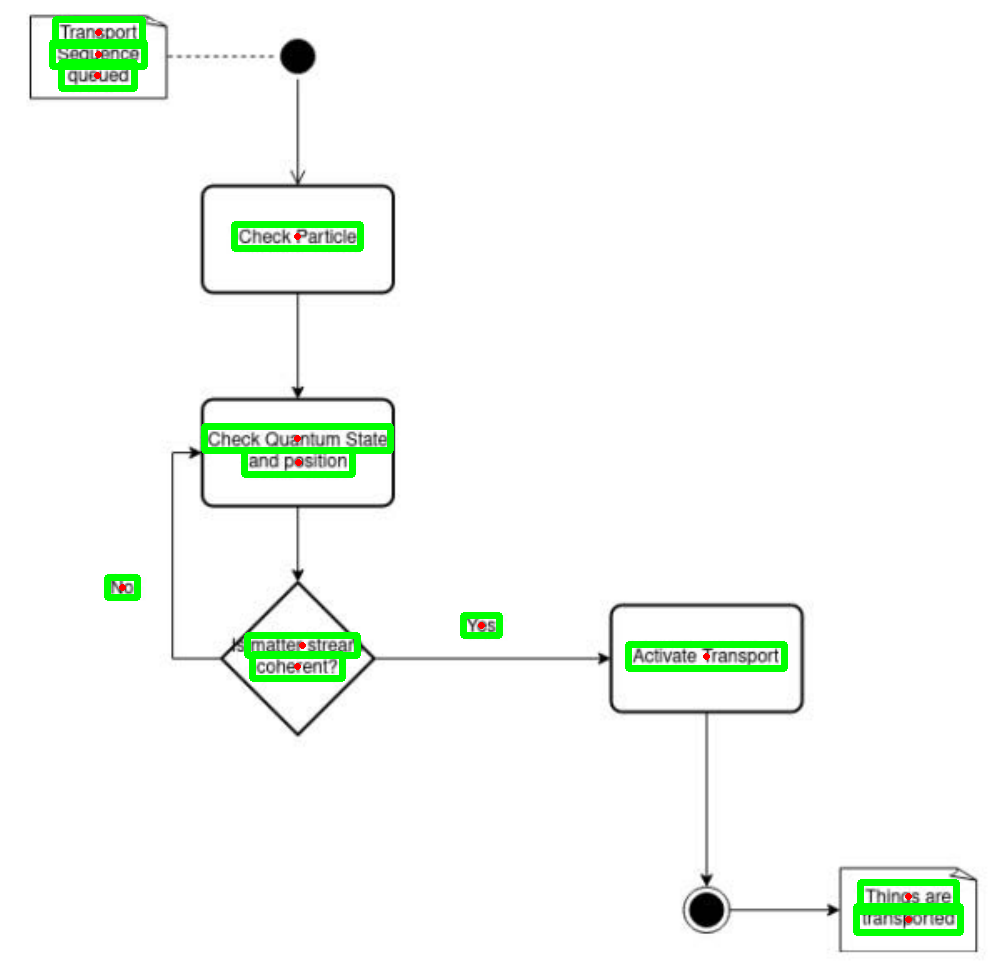 Transport
Sequence
queued
Check Particle
Check Quantum State
and position
No
Yes
Is matter stream
coherent?
Activate Transport
Things are
transported